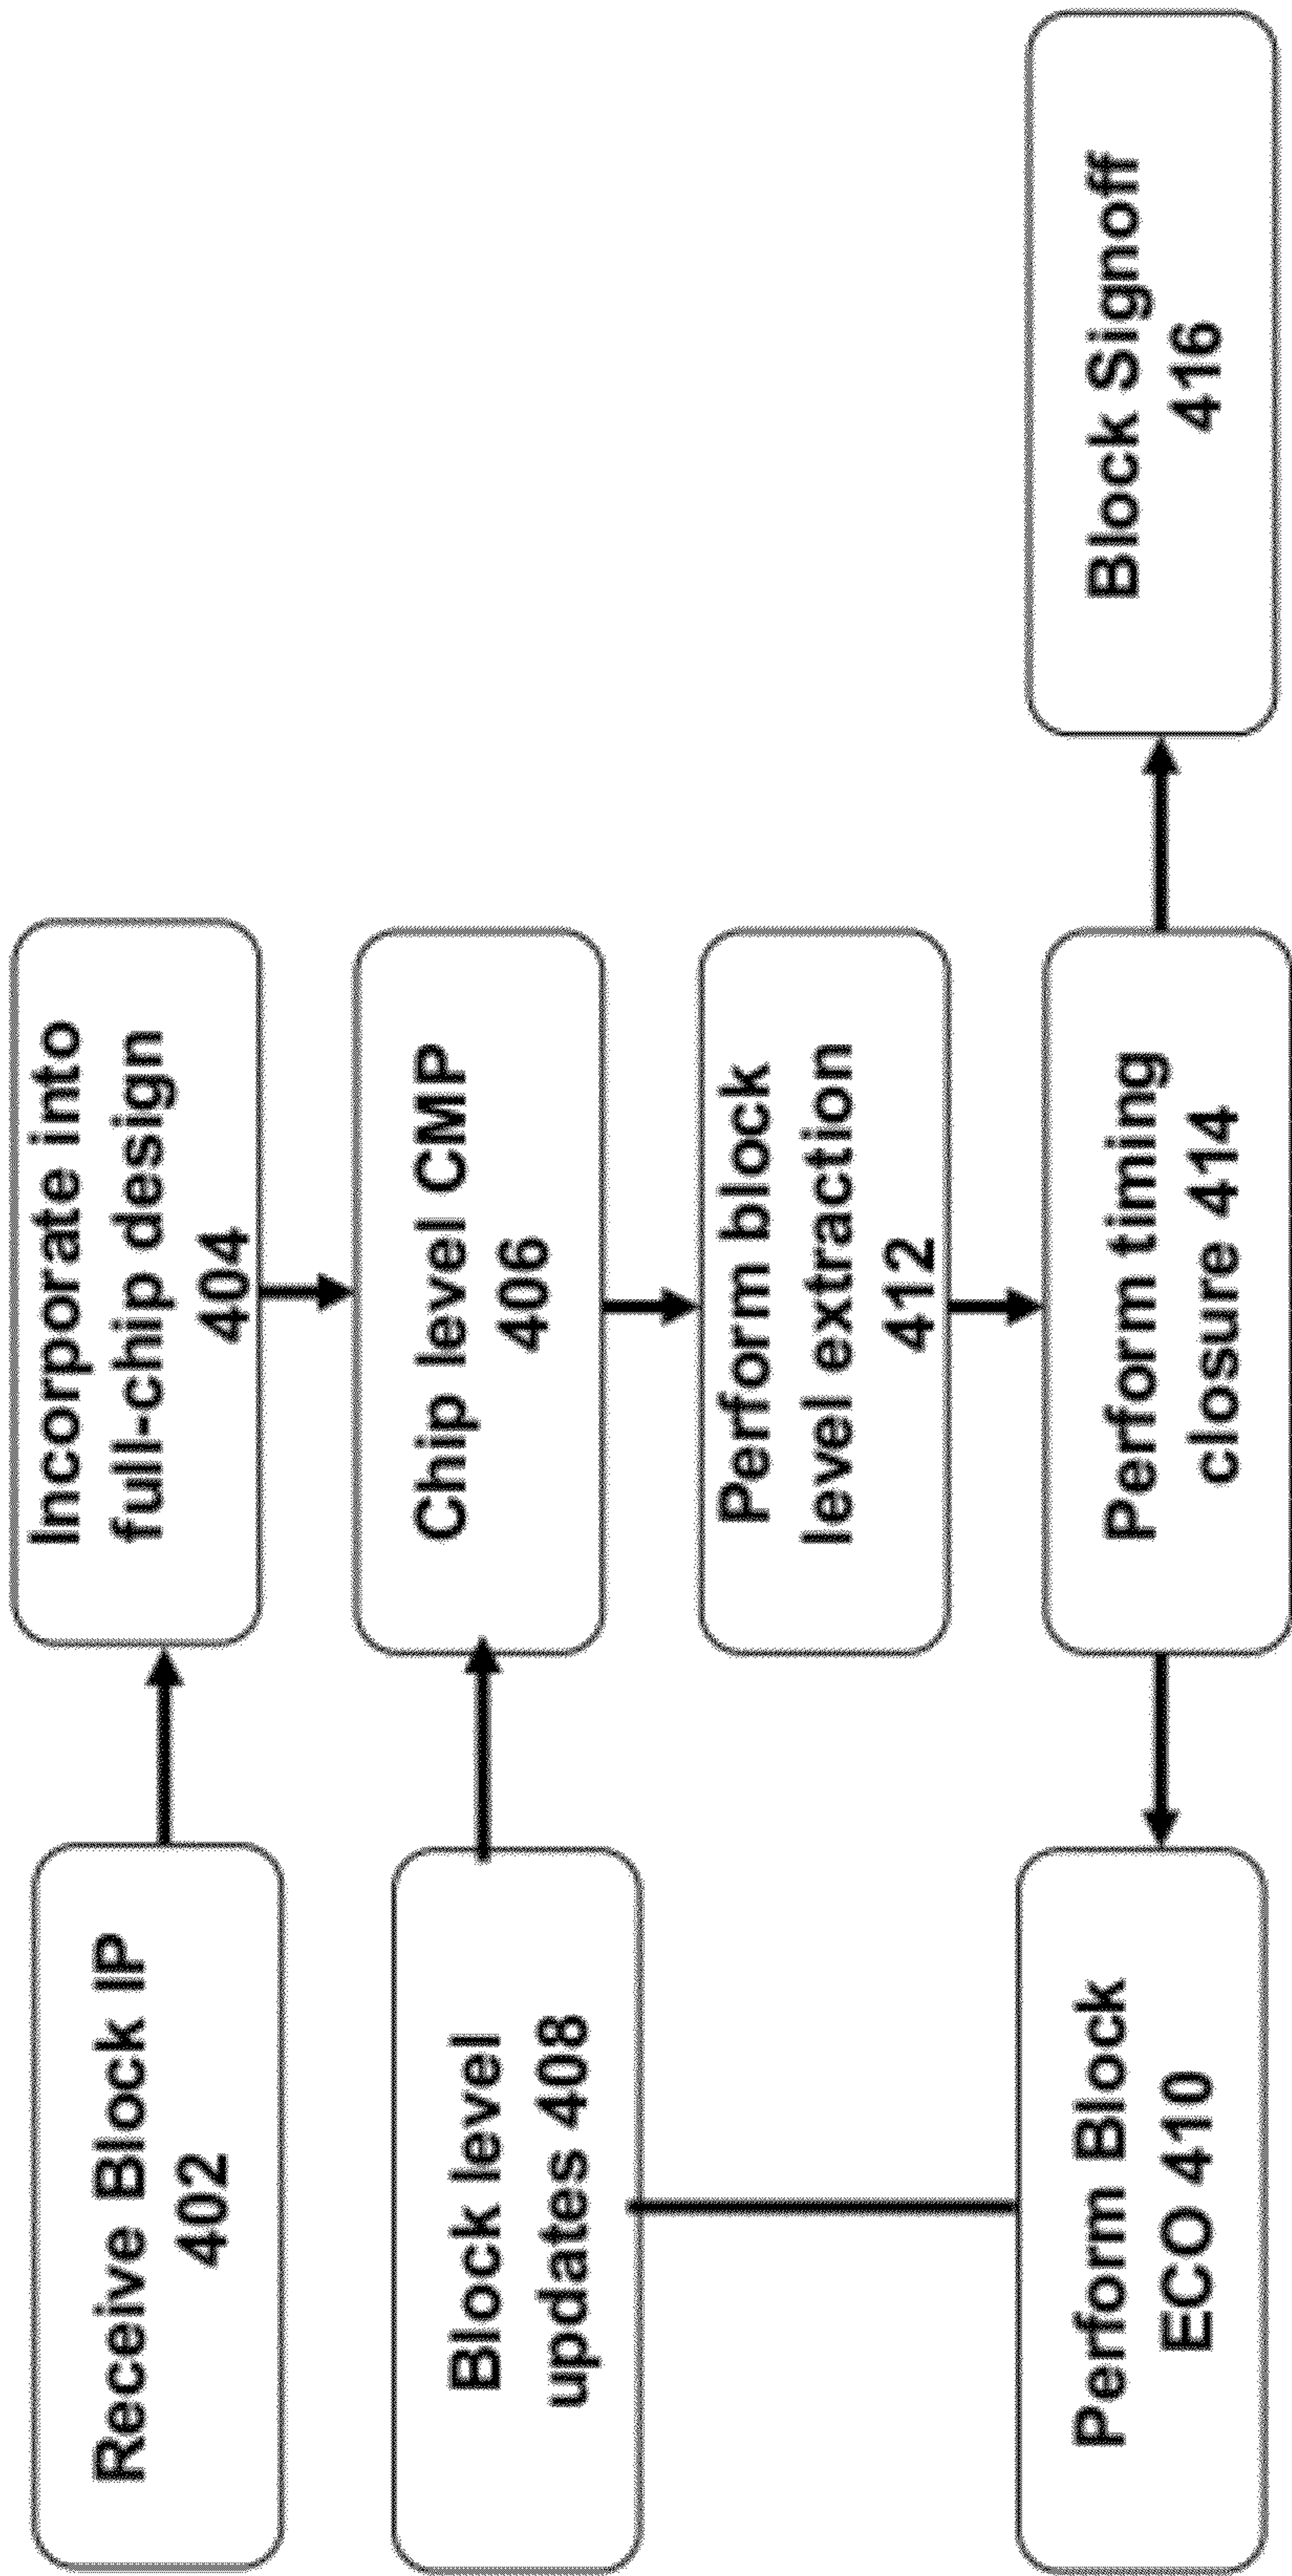 Receive Block IP
402
Incorporate into
full-chip design
404
Block level
updates 408
Chip level CMP
406
Perform block
level extraction
412
Perform Block
ECO 410
Perform timing
closure 414
Block Signoff
416